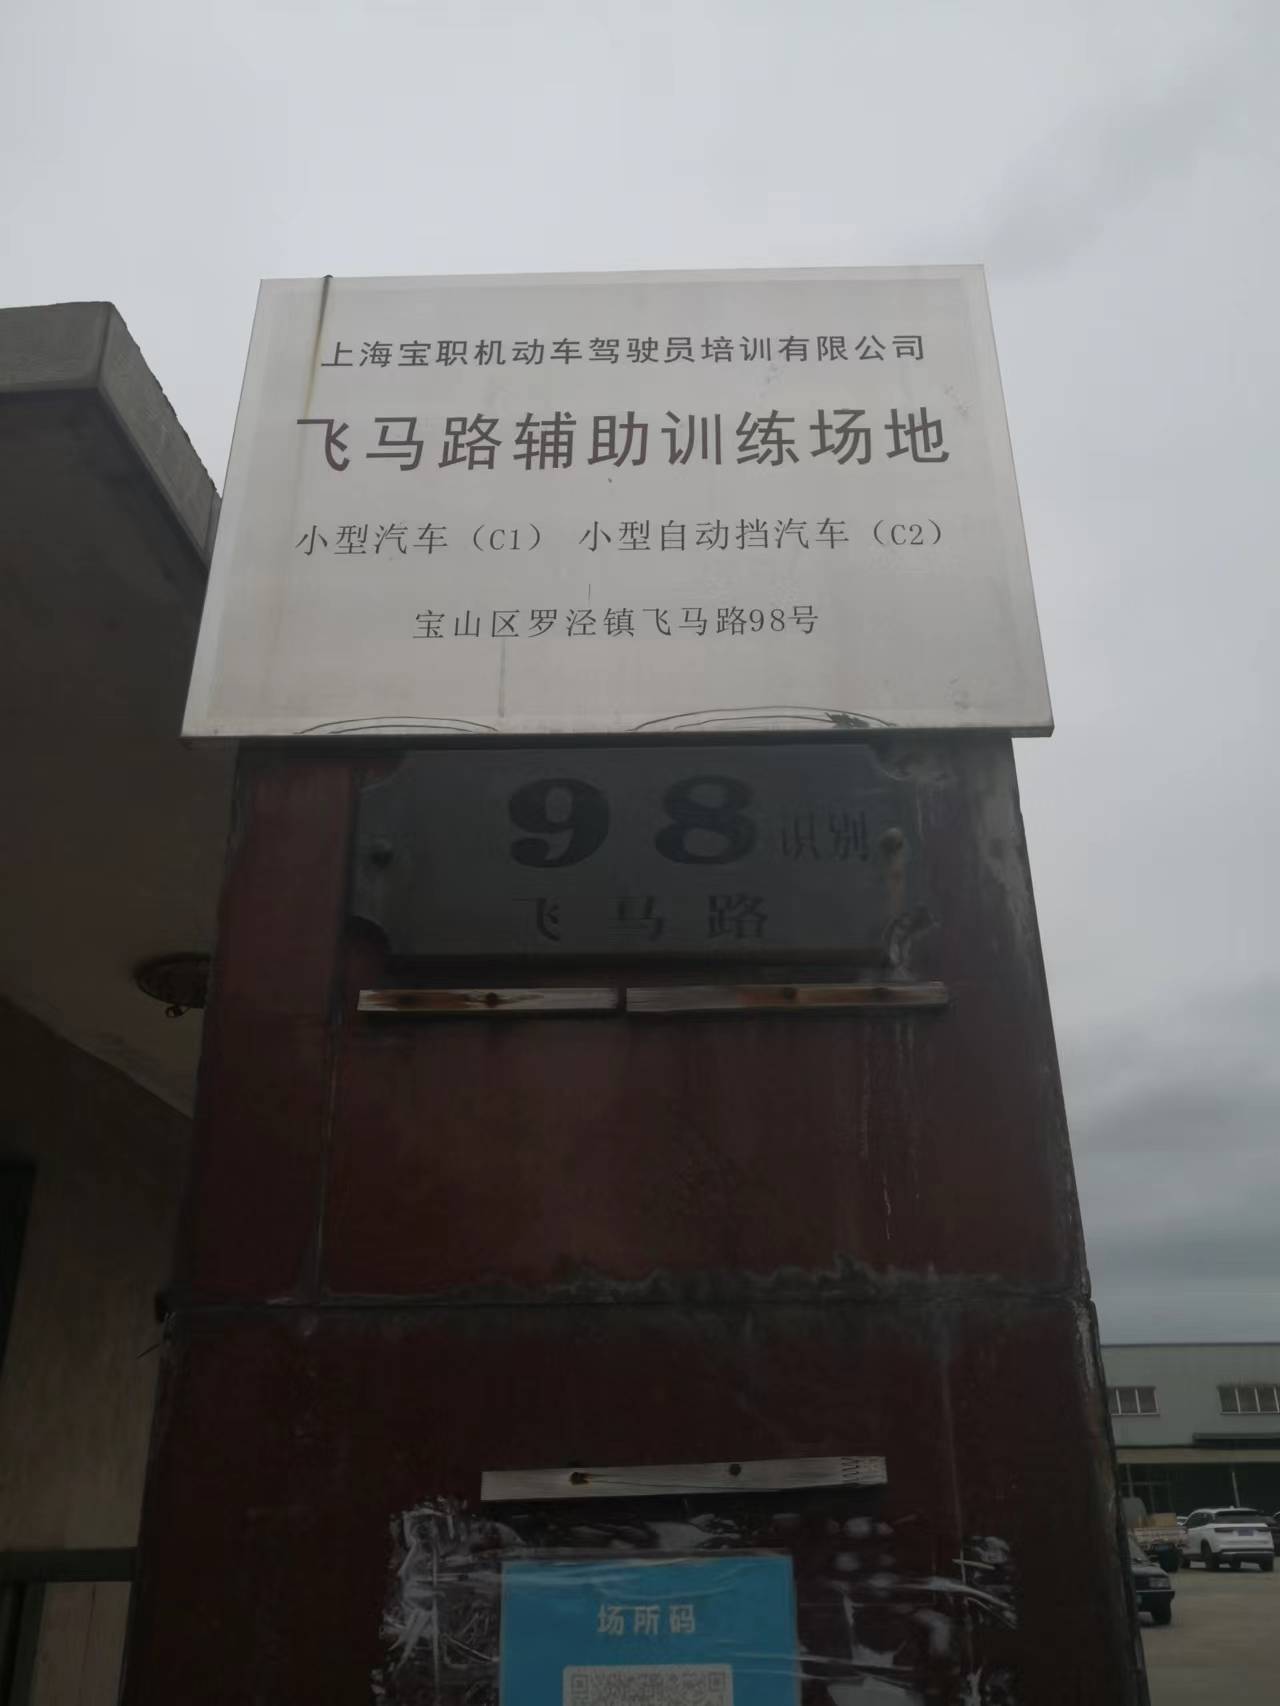 上海宝职机动车驾驶员培训有限公司
飞马路辅助训练场地
小型汽车（C1） 小型自动挡汽车（C2）
宝山区罗泾镇飞马路98号
98识别
飞马路
场所码